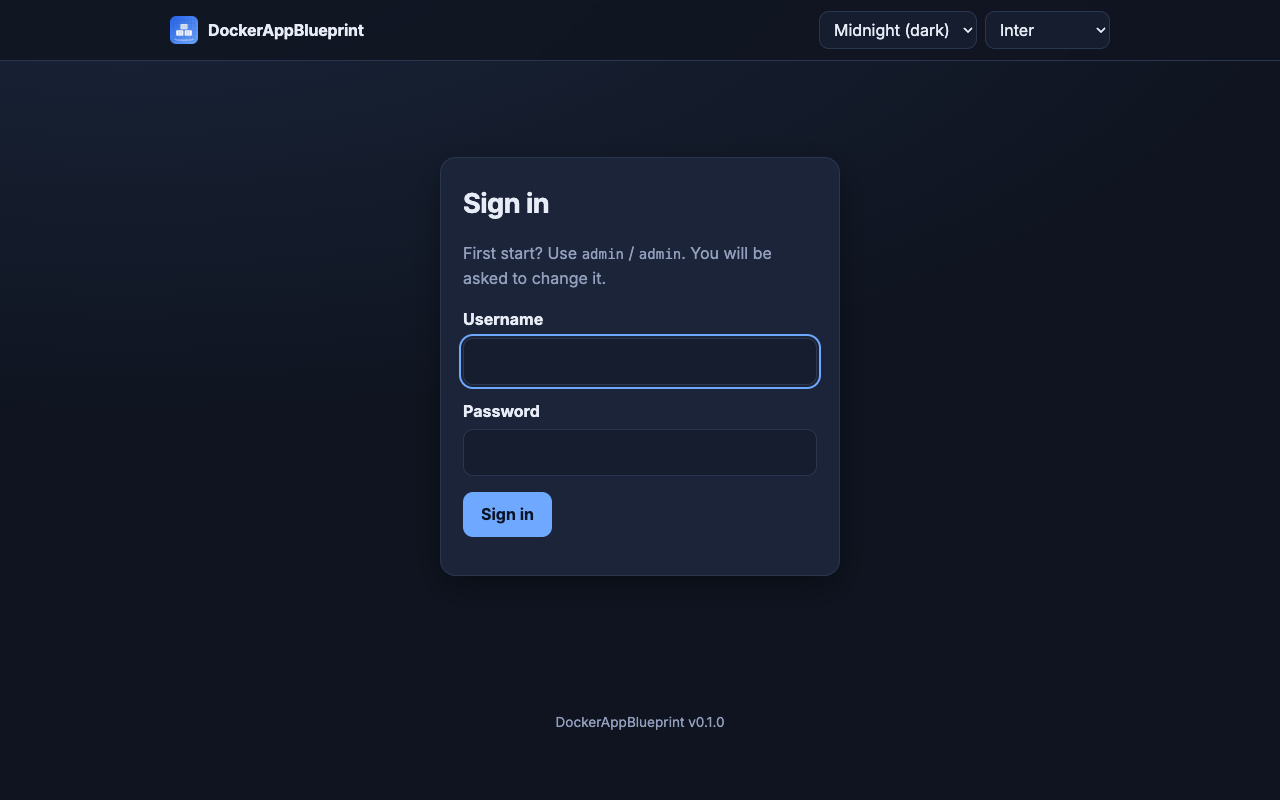 DockerAppBlueprint
Midnight (dark)
Inter
Sign in
First start? Use admin / admin. You will be
asked to change it.
Username
Password
Sign in
DockerAppBlueprint v0.1.0